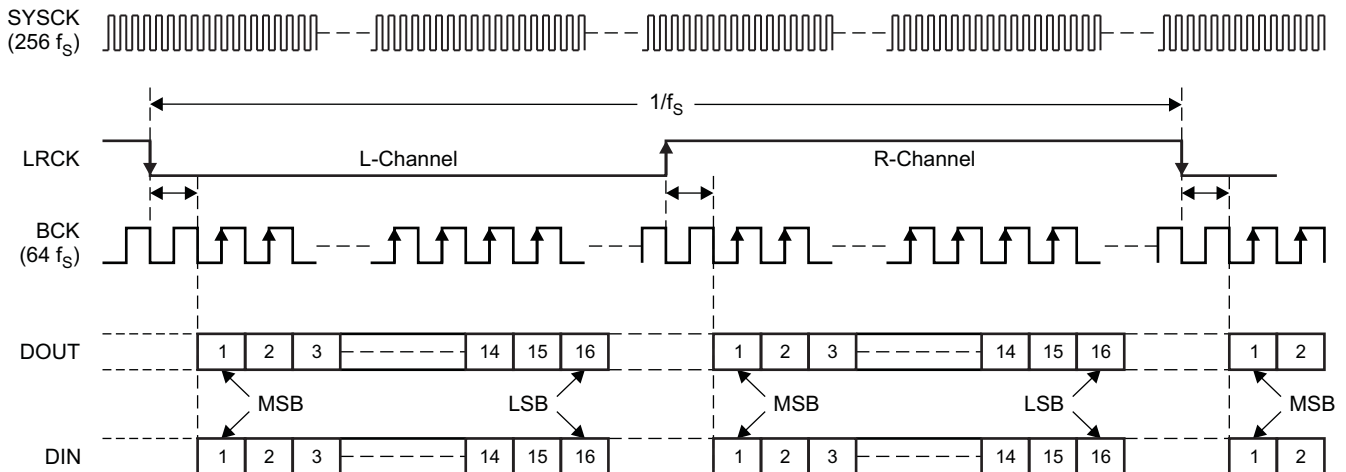 SYSCK
(256 fS)
1/fS
LRCK L-Channel R-Channel
BCK
(64 fS)
DOUT 1 2 3 14 15 16 1 2 3 14 15 16 1 2
MSB LSB MSB LSB MSB
DIN 1 2 3 14 15 16 1 2 3 14 15 16 1 2